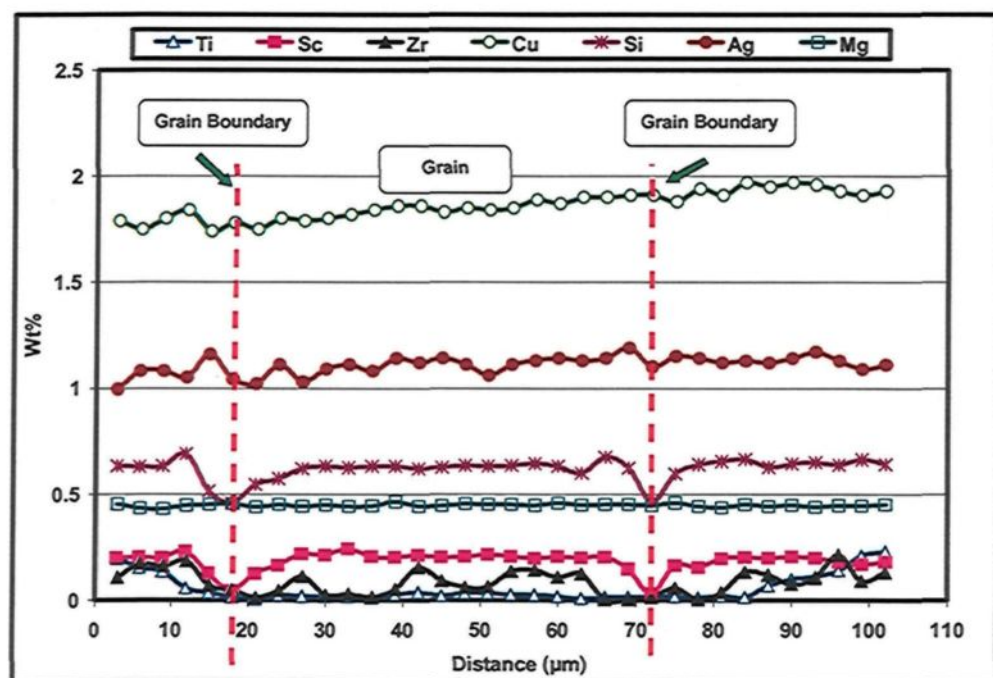 Ti Sc Zr Cu Si Ag Mg
2.5
Grain Boundary
Grain Boundary
Grain
2
1.5
Wt%
1
0.5
0
0 10 20 30 40 50 60 70 80 90 100 110
Distance (µm)